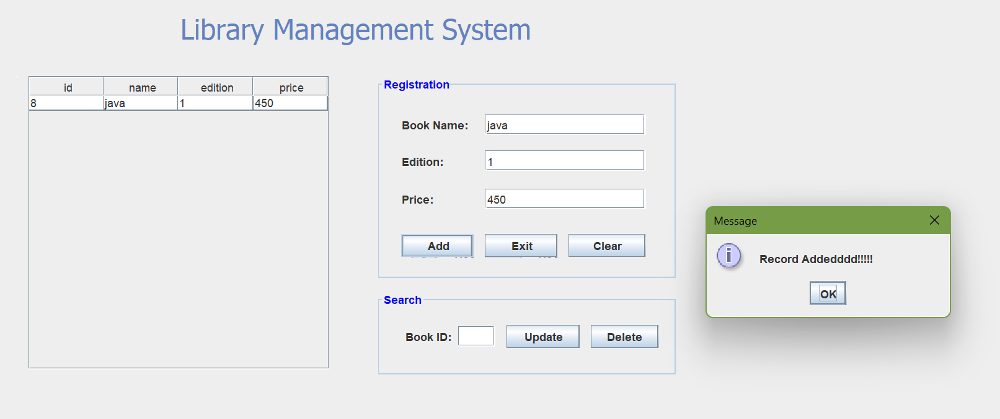 Library Management System
id name edition price
8 java 1 450
Registration
Book Name: java
Edition: 1
Price: 450
Add Exit Clear
Search
Book ID: Update Delete
Message
Record Addedddd!!!!!
OK